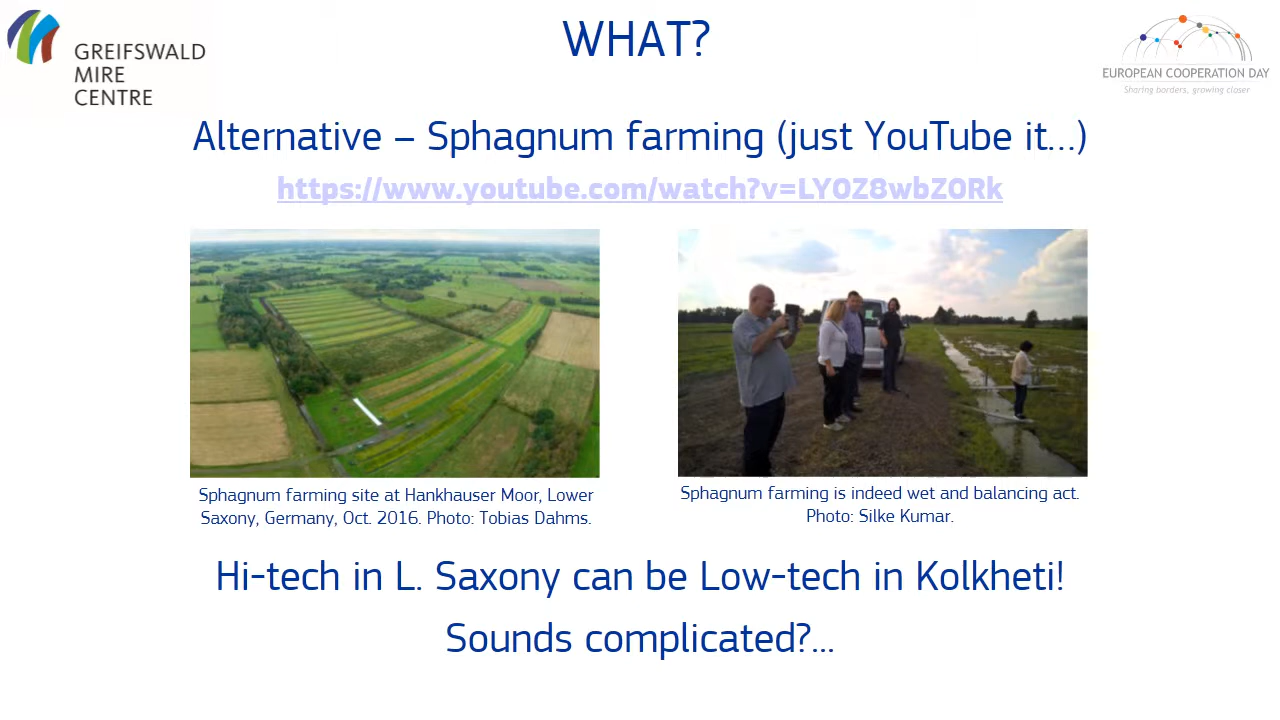 GREIFSWALD
MIRE
CENTRE
WHAT?
EUROPEAN COOPERATION DAY
Sharing borders, growing closer
Alternative – Sphagnum farming (just YouTube it...)
https://www.youtube.com/watch?v=LYOZ8wbZ0Rk
Sphagnum farming site at Hankhauser Moor, Lower
Saxony, Germany, Oct. 2016. Photo: Tobias Dahms.
Sphagnum farming is indeed wet and balancing act.
Photo: Silke Kumar.
Hi-tech in L. Saxony can be Low-tech in Kolkheti!
Sounds complicated?...